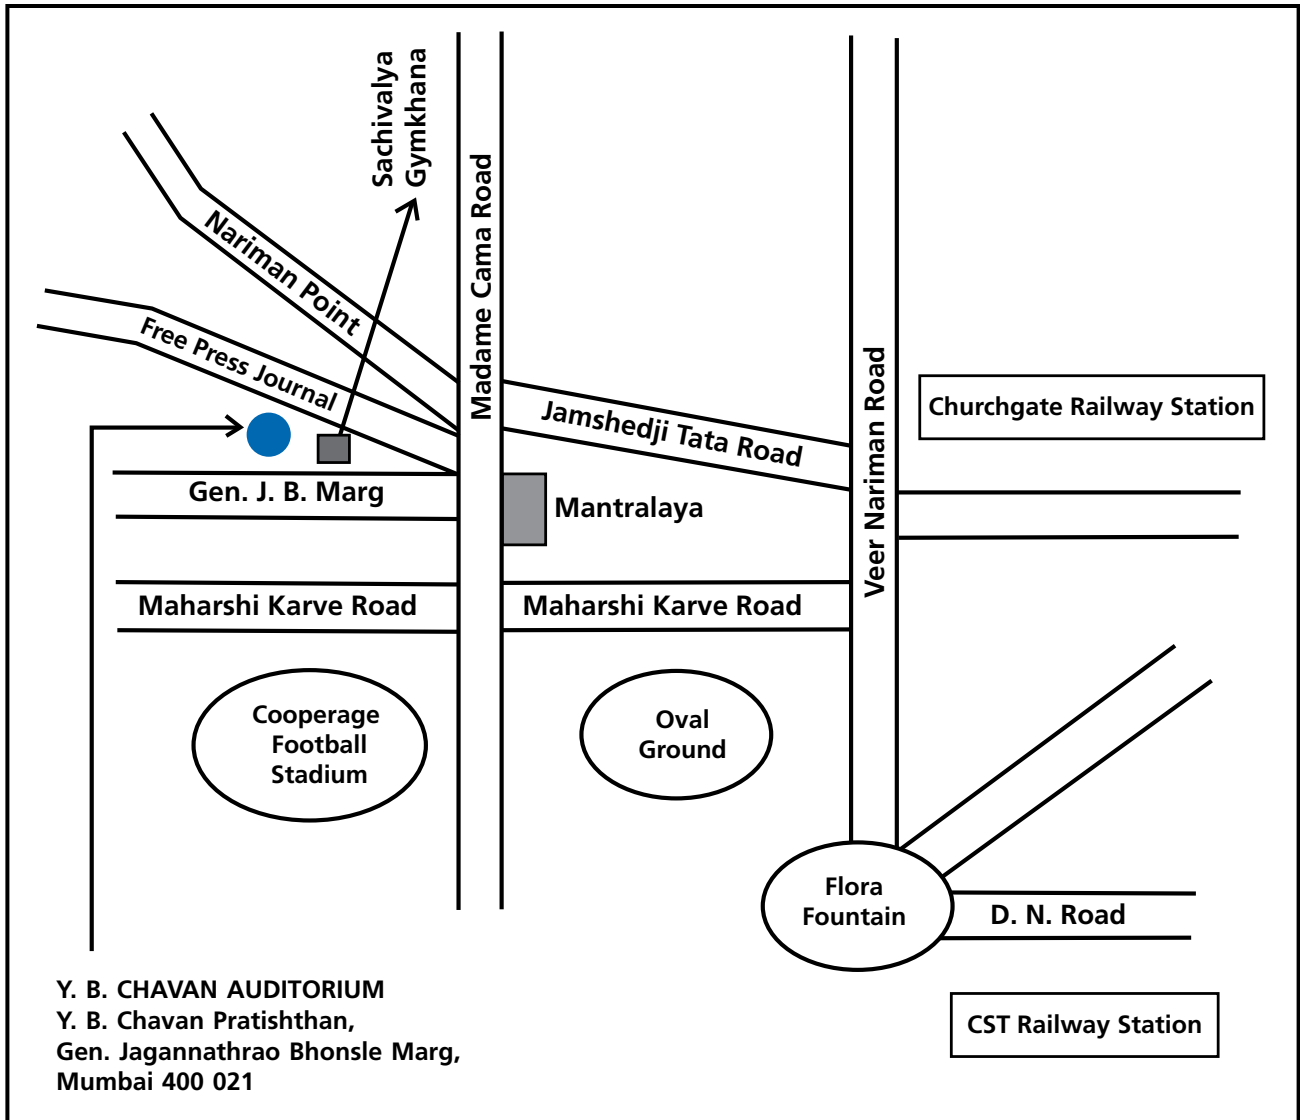 Sachivalya
Gymkhana
Nariman Point
Free Press Journal
Madame Cama Road
Jamshedji Tata Road
Veer Nariman Road
Churchgate Railway Station
Gen. J. B. Marg
Mantralaya
Maharshi Karve Road
Maharshi Karve Road
Cooperage
Football
Stadium
Oval
Ground
Flora
Fountain
D. N. Road
CST Railway Station
Y. B. CHAVAN AUDITORIUM
Y. B. Chavan Pratishthan,
Gen. Jagannathrao Bhonsle Marg,
Mumbai 400 021